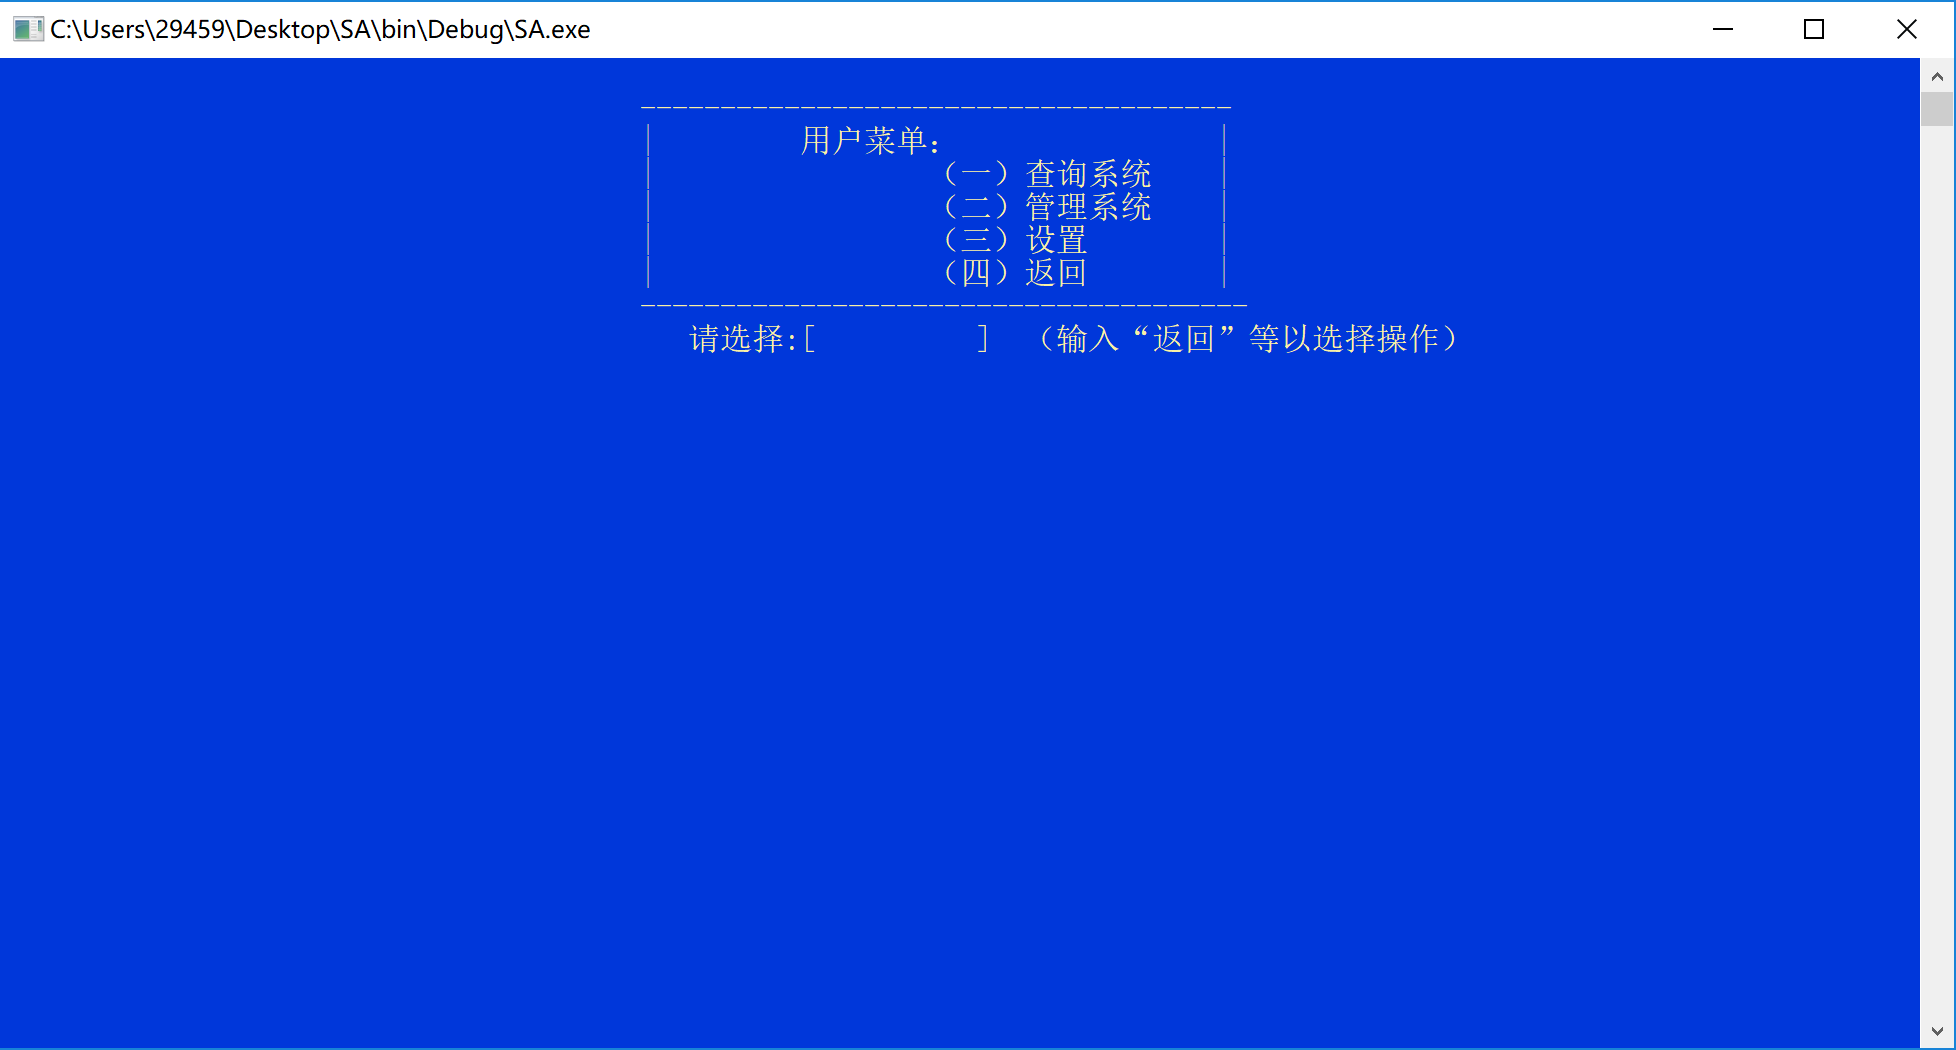 C:\Users\29459\Desktop\SA\bin\Debug\SA.exe
用户菜单：
（一）查询系统
（二）管理系统
（三）设置
（四）返回
请选择:[          ]  （输入“返回”等以选择操作）